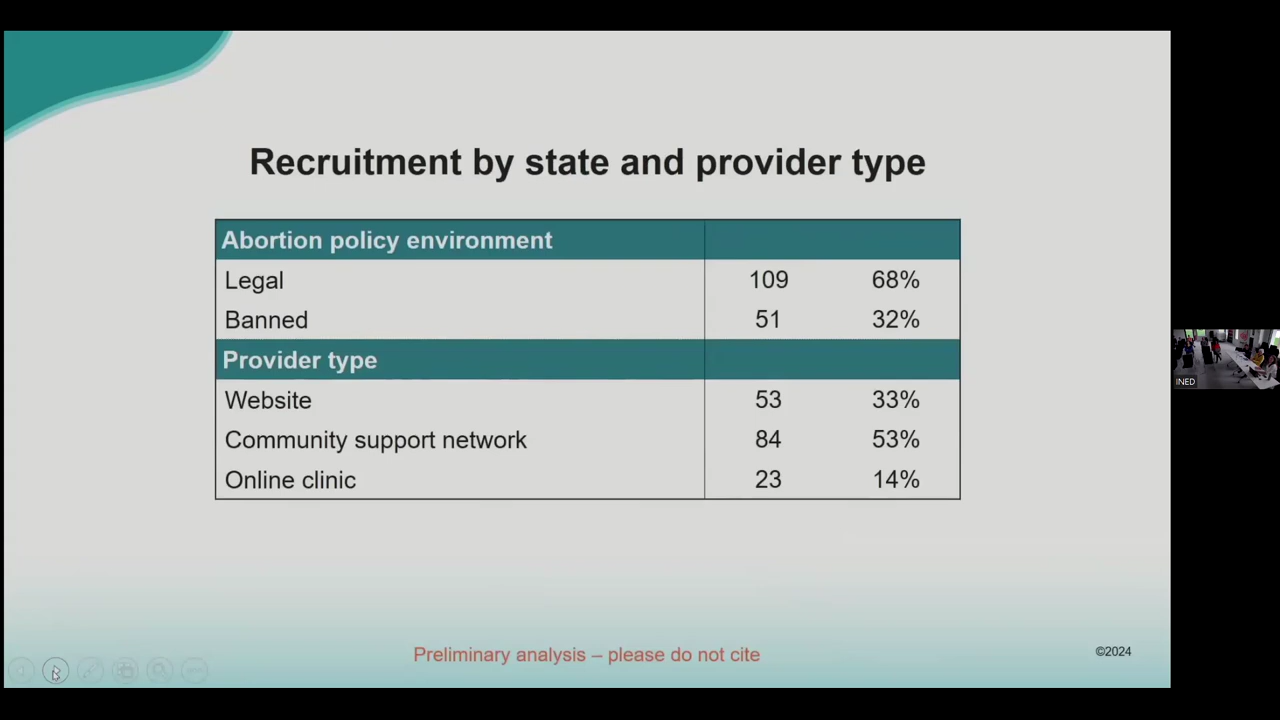 Recruitment by state and provider type
Abortion policy environment
Legal 109 68%
Banned 51 32%
Provider type
Website 53 33%
Community support network 84 53%
Online clinic 23 14%
Preliminary analysis – please do not cite
©2024
INED